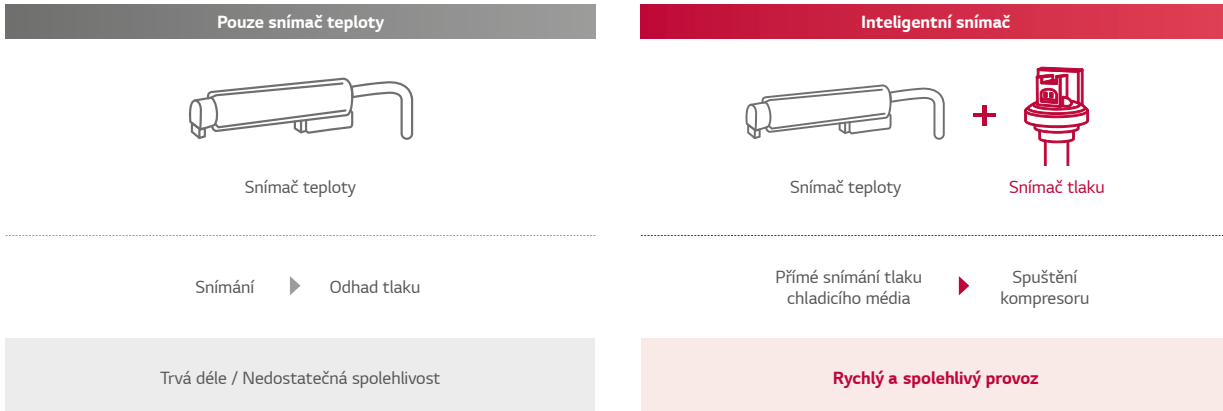 Pouze snímač teploty
Snímač teploty
Snímání
Odhad tlaku
Trvá déle / Nedostatečná spolehlivost
Inteligentní snímač
Snímač teploty
Snímač tlaku
Přímé snímání tlaku
chladicího média
Spuštění
kompresoru
Rychlý a spolehlivý provoz